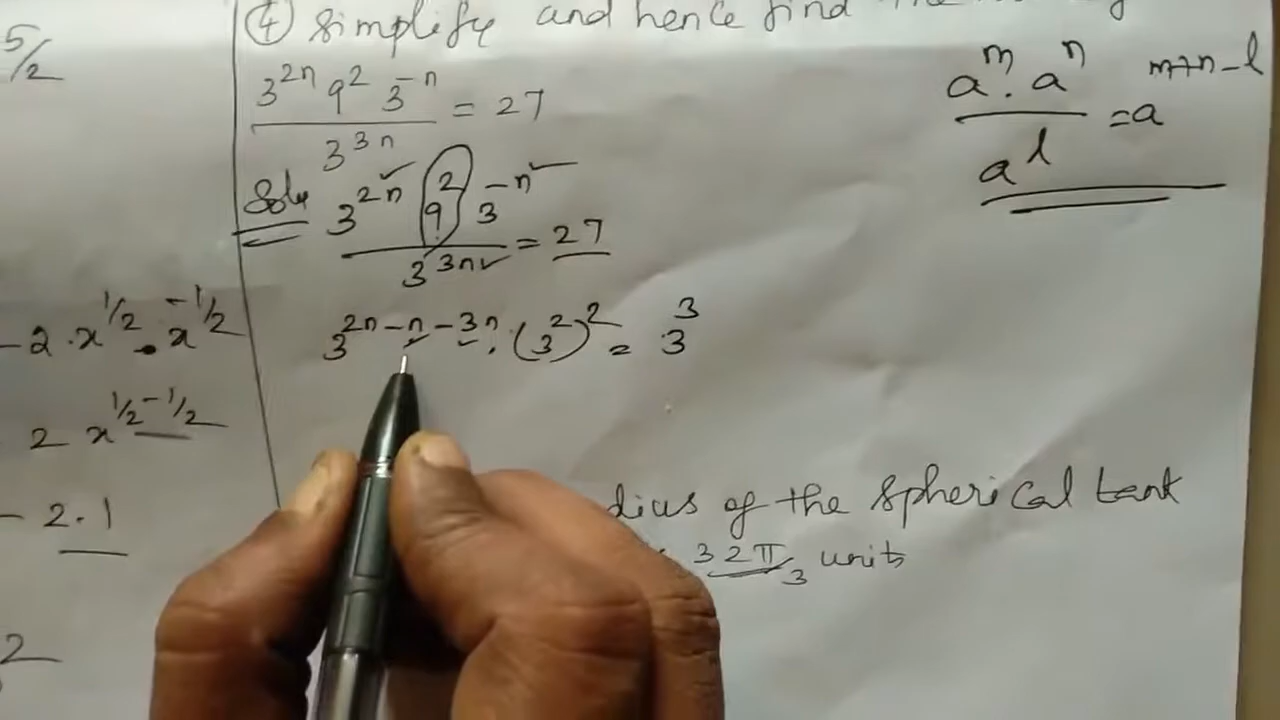 5/2
④ Simplify and hence find
3^{2n} 9^2 3^{-n} / 3^{3n} = 27
Soln 3^{2n} 9^2 3^{-n} / 3^{3n} = 27
3^{2n-n-3n} . (3^2)^2 = 3^3
a^m . a^n / a^l = a^{m+n-l}
- 2 . x^{1/2} . x^{-1/2}
2 x^{1/2-1/2}
- 2.1
2
dius of the Spherical tank
32π/3 units